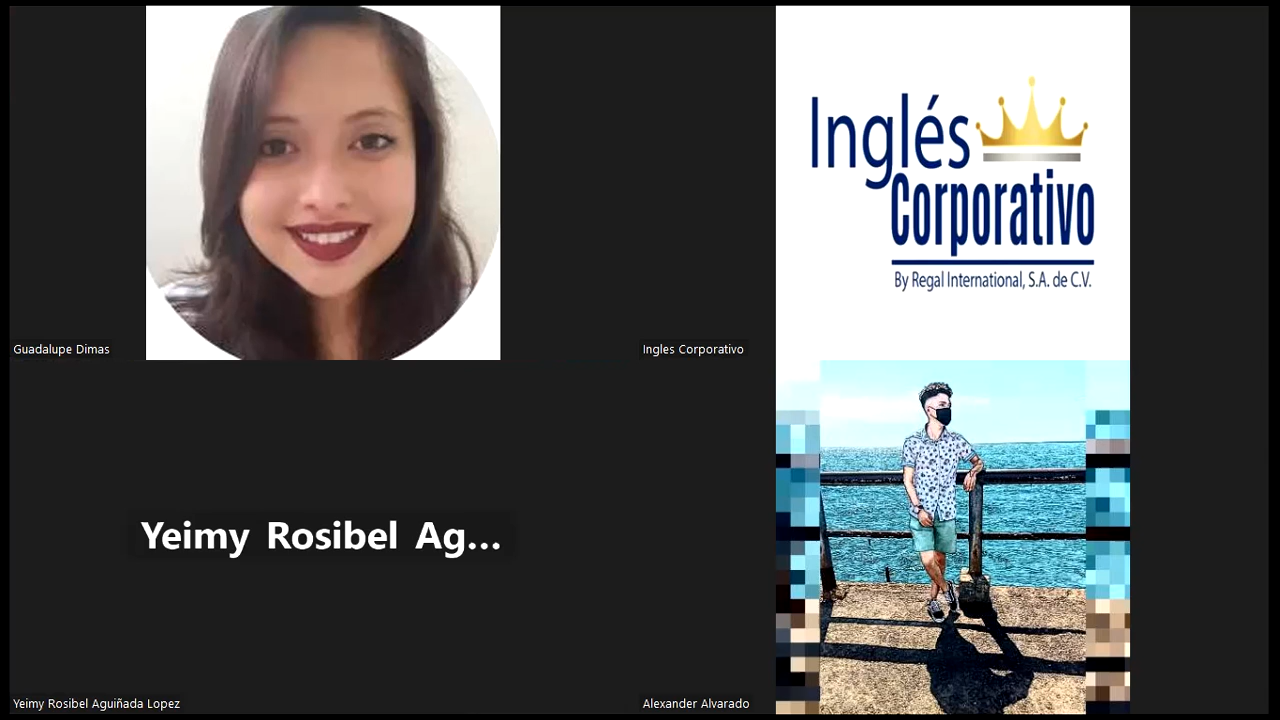 Inglés
Corporativo
By Regal International, S.A. de C.V.
Guadalupe Dimas
Ingles Corporativo
Yeimy Rosibel Ag...
Yeimy Rosibel Aguiñada Lopez
Alexander Alvarado